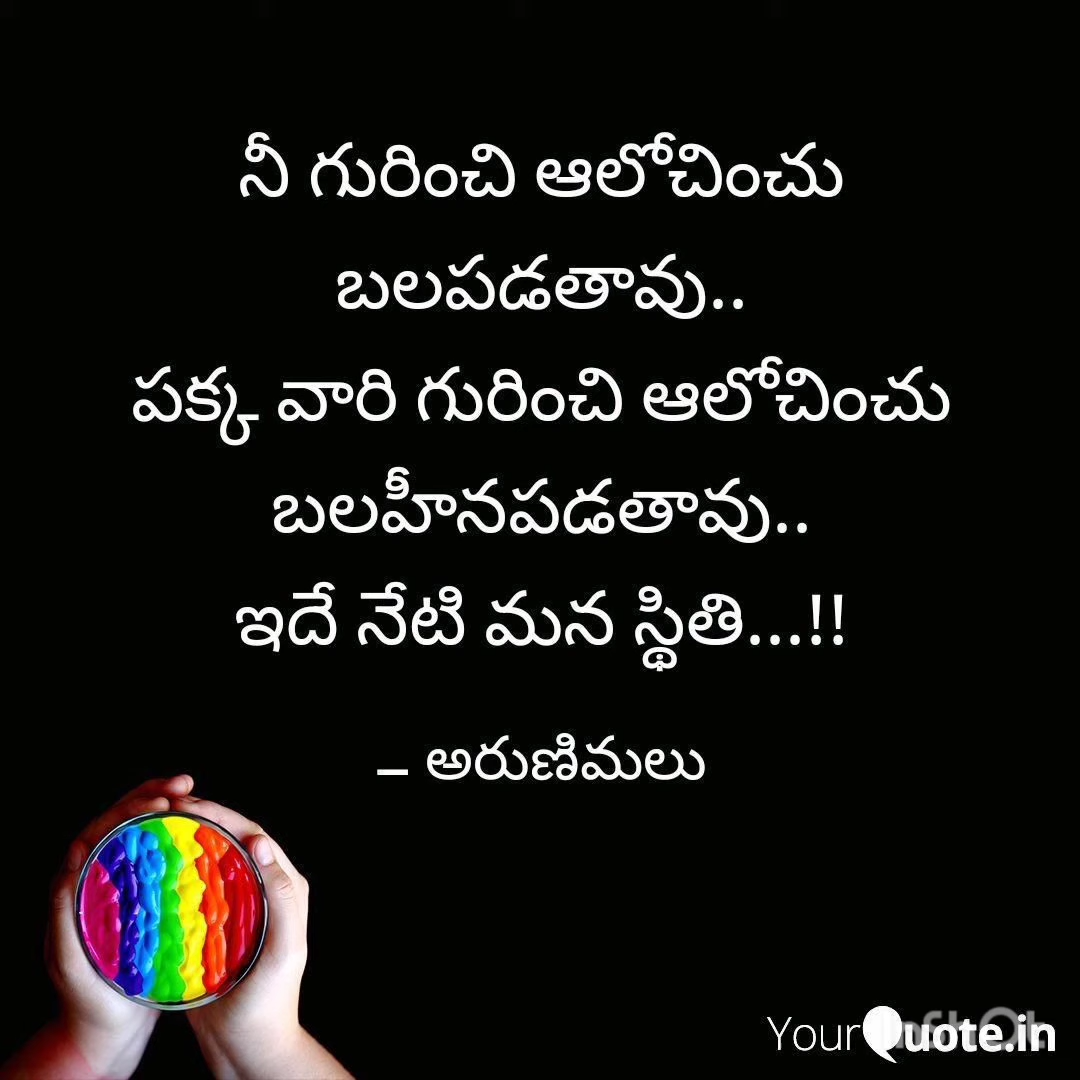 నీ గురించి ఆలోచించు
బలపడతావు..
పక్క వారి గురించి ఆలోచించు
బలహీనపడతావు..
ఇదే నేటి మన స్థితి...!!
– అరుణిమలు
YourQuote.in